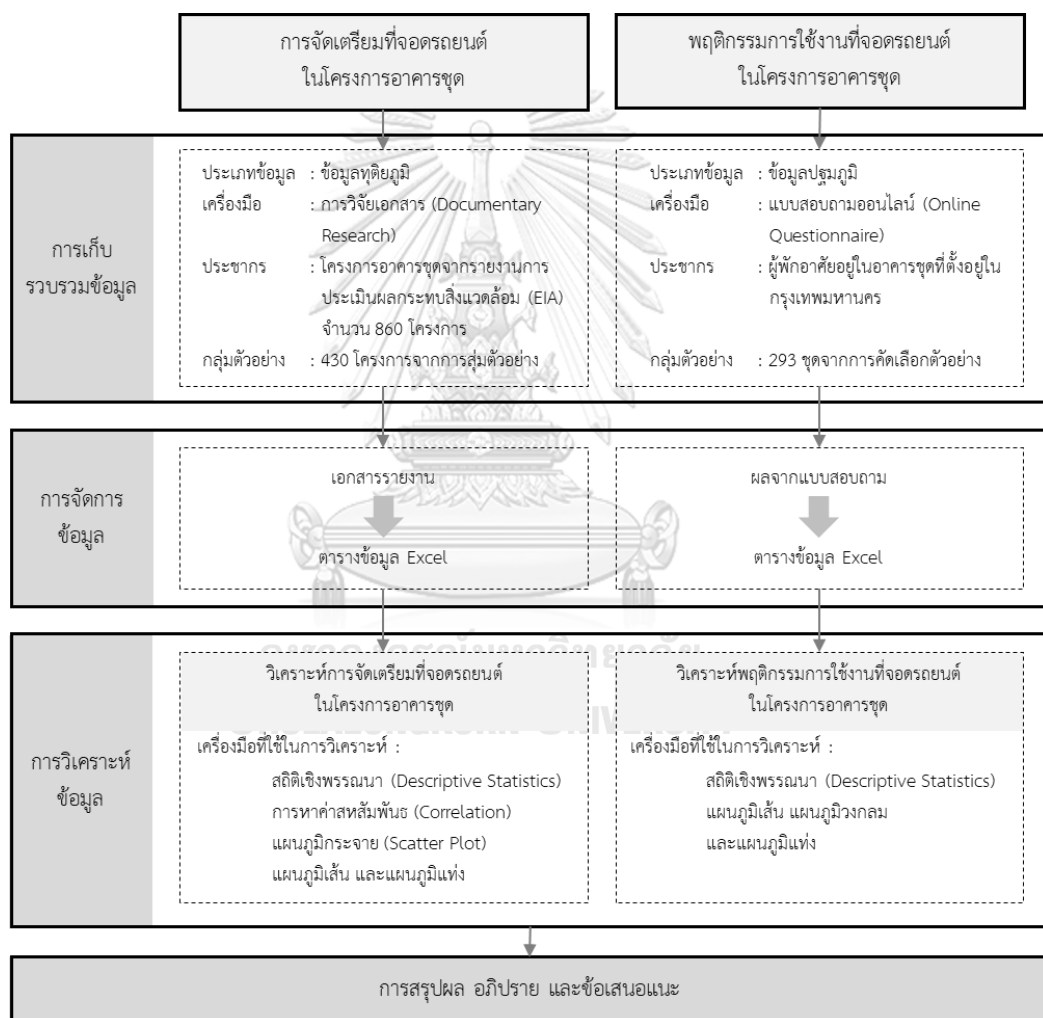 การจัดเตรียมที่จอดรถยนต์
ในโครงการอาคารชุด
พฤติกรรมการใช้งานที่จอดรถยนต์
ในโครงการอาคารชุด
การเก็บ
รวบรวมข้อมูล
ประเภทข้อมูล : ข้อมูลทุติยภูมิ
เครื่องมือ : การวิจัยเอกสาร (Documentary
Research)
ประชากร : โครงการอาคารชุดจากรายงานการ
ประเมินผลกระทบสิ่งแวดล้อม (EIA)
จำนวน 860 โครงการ
กลุ่มตัวอย่าง : 430 โครงการจากการสุ่มตัวอย่าง
ประเภทข้อมูล : ข้อมูลปฐมภูมิ
เครื่องมือ : แบบสอบถามออนไลน์ (Online
Questionnaire)
ประชากร : ผู้พักอาศัยอยู่ในอาคารชุดที่ตั้งอยู่ใน
กรุงเทพมหานคร
กลุ่มตัวอย่าง : 293 ชุดจากการคัดเลือกตัวอย่าง
การจัดการ
ข้อมูล
เอกสารรายงาน
ตารางข้อมูล Excel
ผลจากแบบสอบถาม
ตารางข้อมูล Excel
การวิเคราะห์
ข้อมูล
วิเคราะห์การจัดเตรียมที่จอดรถยนต์
ในโครงการอาคารชุด
เครื่องมือที่ใช้ในการวิเคราะห์ :
สถิติเชิงพรรณนา (Descriptive Statistics)
การหาค่าสหสัมพันธ (Correlation)
แผนภูมิกระจาย (Scatter Plot)
แผนภูมิเส้น และแผนภูมิแท่ง
วิเคราะห์พฤติกรรมการใช้งานที่จอดรถยนต์
ในโครงการอาคารชุด
เครื่องมือที่ใช้ในการวิเคราะห์ :
สถิติเชิงพรรณนา (Descriptive Statistics)
แผนภูมิเส้น แผนภูมิวงกลม
และแผนภูมิแท่ง
การสรุปผล อภิปราย และข้อเสนอแนะ